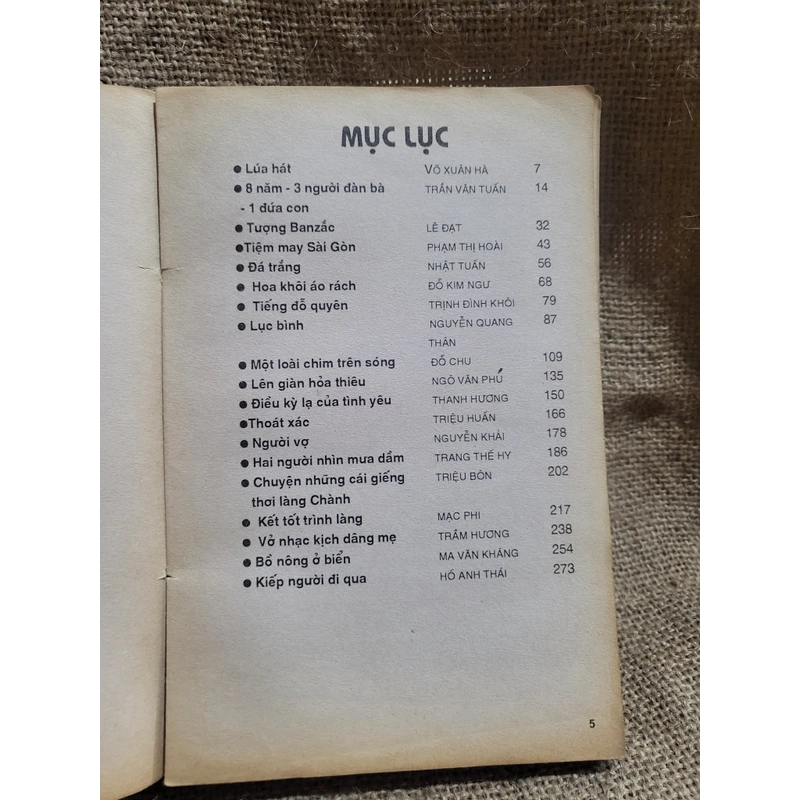 MỤC LỤC
● Lúa hát VÕ XUÂN HÀ 7
● 8 năm - 3 người đàn bà TRẦN VĂN TUẤN 14
- 1 đứa con
● Tượng Banzắc LÊ ĐẠT 32
●Tiệm may Sài Gòn PHẠM THỊ HOÀI 43
● Đá trắng NHẬT TUẤN 56
● Hoa khôi áo rách ĐỖ KIM NGƯ 68
● Tiếng đỗ quyên TRỊNH ĐÌNH KHÔI 79
● Lục bình NGUYỄN QUANG 87
THÂN
● Một loài chim trên sóng ĐỖ CHU 109
● Lên giàn hỏa thiêu NGÔ VĂN PHÚ 135
● Điều kỳ lạ của tình yêu THANH HƯƠNG 150
●Thoát xác TRIỆU HUẤN 166
● Người vợ NGUYỄN KHẢI 178
● Hai người nhìn mưa dầm TRANG THẾ HY 186
● Chuyện những cái giếng TRIỆU BÔN 202
thơi làng Chành
● Kết tốt trình làng MẠC PHI 217
● Vở nhạc kịch dâng mẹ TRẦM HƯƠNG 238
● Bồ nông ở biển MA VĂN KHÁNG 254
● Kiếp người đi qua HỒ ANH THÁI 273
5